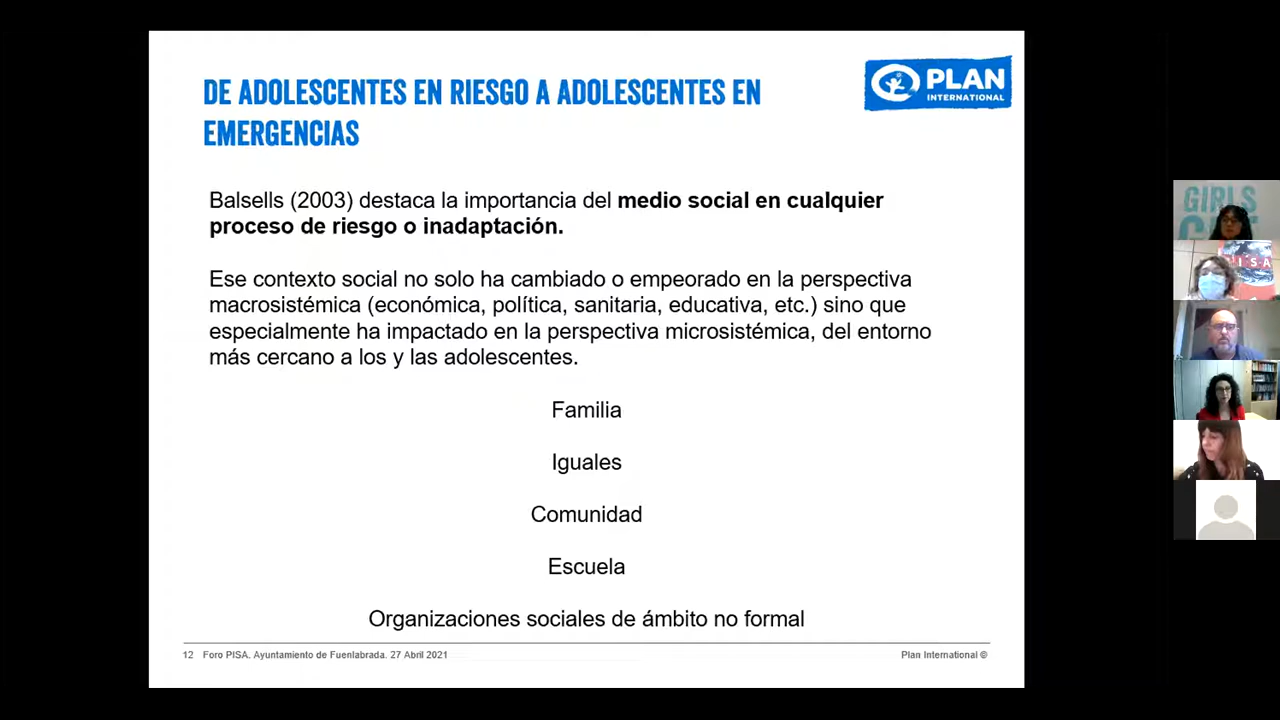 DE ADOLESCENTES EN RIESGO A ADOLESCENTES EN
EMERGENCIAS
PLAN
INTERNATIONAL
Balsells (2003) destaca la importancia del medio social en cualquier
proceso de riesgo o inadaptación.
Ese contexto social no solo ha cambiado o empeorado en la perspectiva
macrosistémica (económica, política, sanitaria, educativa, etc.) sino que
especialmente ha impactado en la perspectiva microsistémica, del entorno
más cercano a los y las adolescentes.
Familia
Iguales
Comunidad
Escuela
Organizaciones sociales de ámbito no formal
12 Foro PISA. Ayuntamiento de Fuenlabrada. 27 Abril 2021
Plan International ©
GIRLS